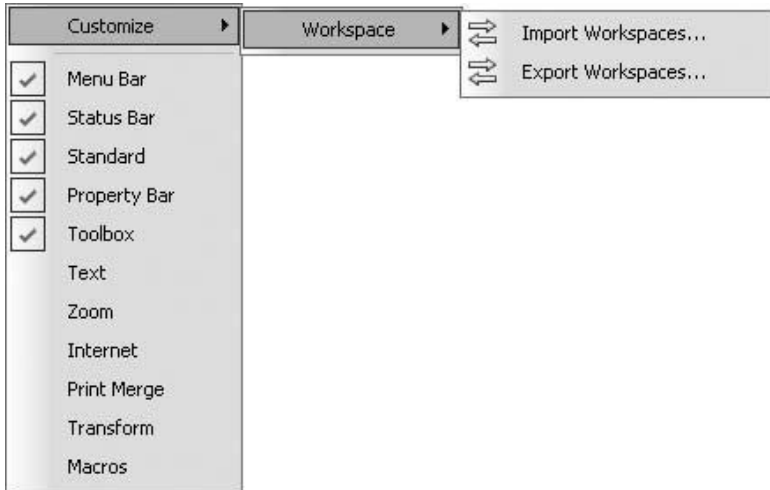 Customize
Workspace
Import Workspaces...
Export Workspaces...
Menu Bar
Status Bar
Standard
Property Bar
Toolbox
Text
Zoom
Internet
Print Merge
Transform
Macros